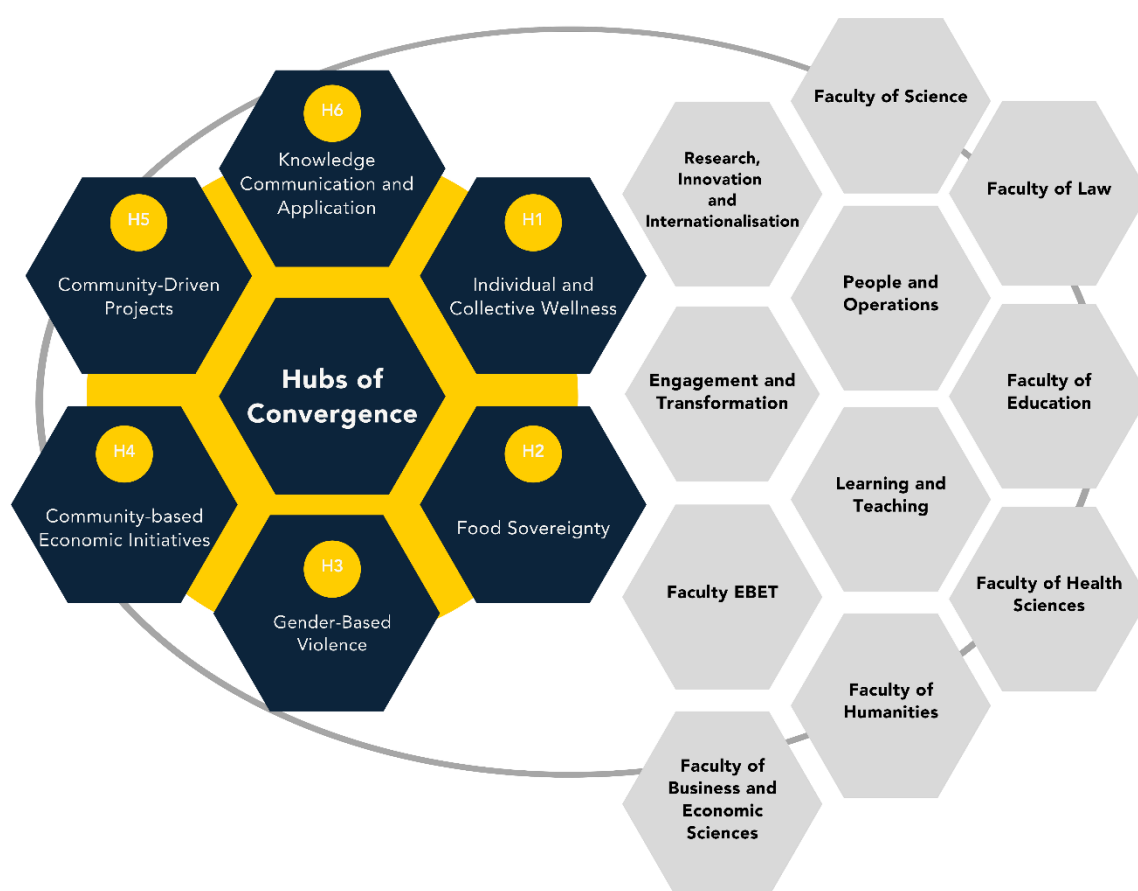 H6
Knowledge
Communication and
Application
H5
Community-Driven
Projects
H1
Individual and
Collective Wellness
Hubs of
Convergence
H4
Community-based
Economic Initiatives
H2
Food Sovereignty
H3
Gender-Based
Violence
Faculty of Science
Research,
Innovation
and
Internationalisation
Faculty of Law
People and
Operations
Engagement and
Transformation
Faculty of
Education
Learning and
Teaching
Faculty EBET
Faculty of Health
Sciences
Faculty of
Humanities
Faculty of
Business and
Economic
Sciences